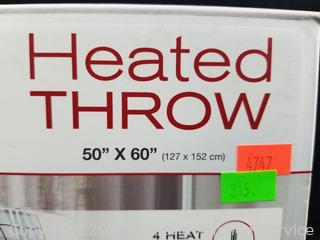 Heated
THROW
50" X 60" (127 x 152 cm)
4747
315
4 HEAT